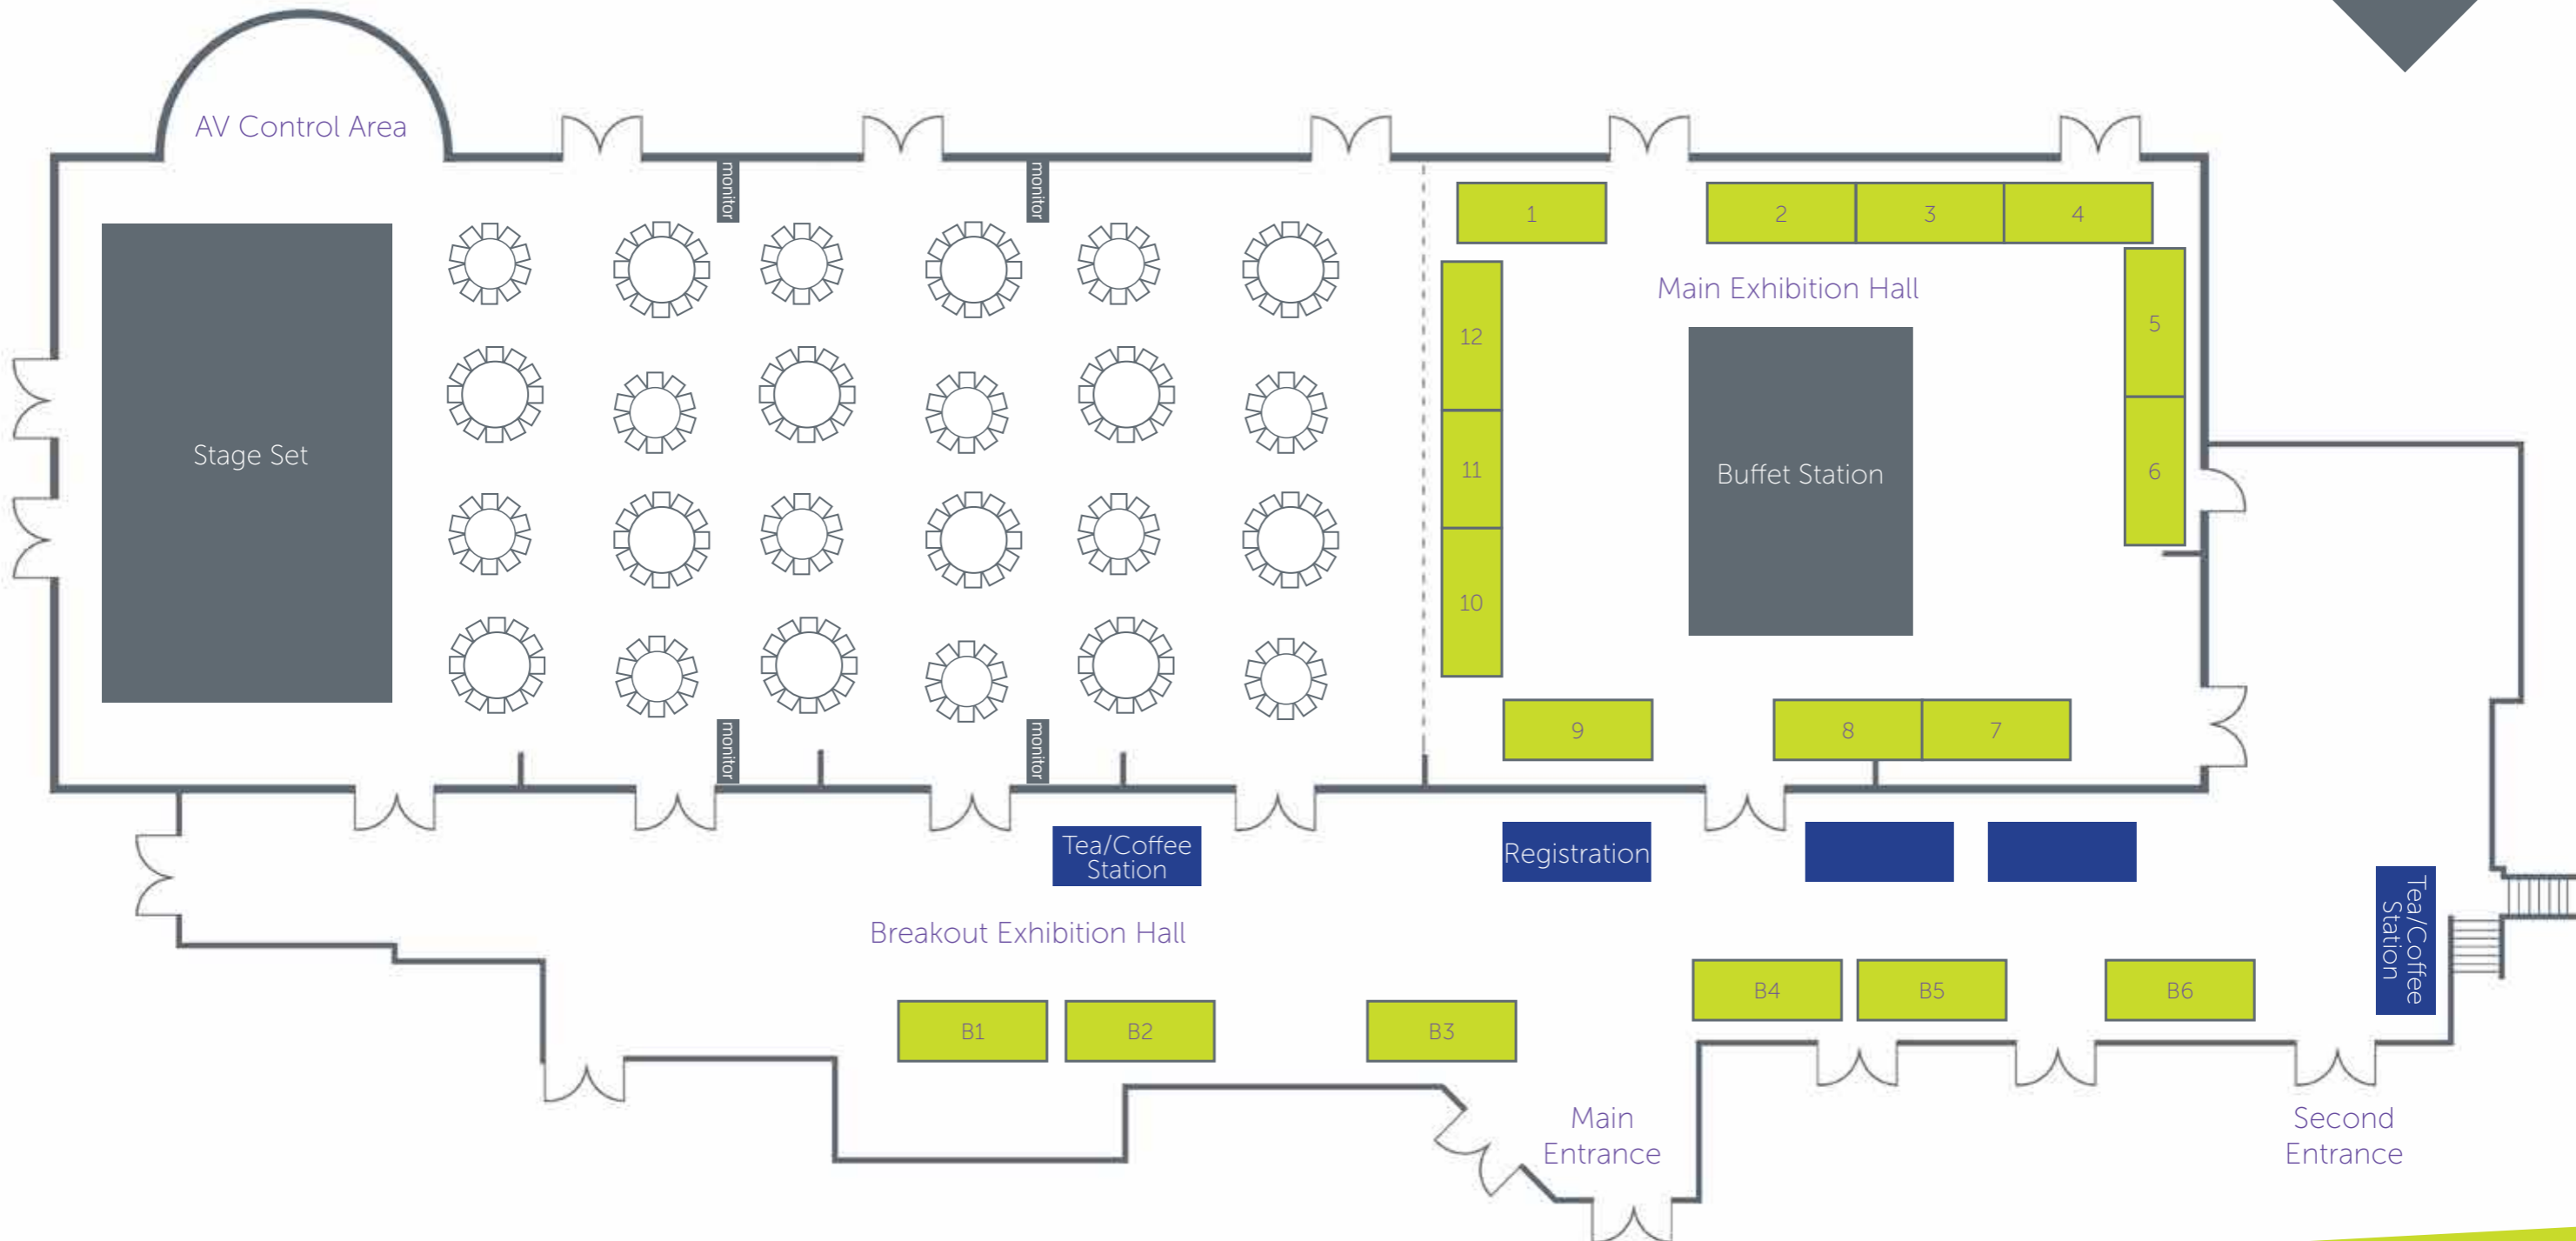 AV Control Area
monitor
monitor
1
2
3
4
Main Exhibition Hall
12
5
Stage Set
11
Buffet Station
6
10
monitor
monitor
9
8
7
Tea/Coffee
Station
Registration
Tea/Coffee
Station
Breakout Exhibition Hall
B1
B2
B3
B4
B5
B6
Main
Entrance
Second
Entrance